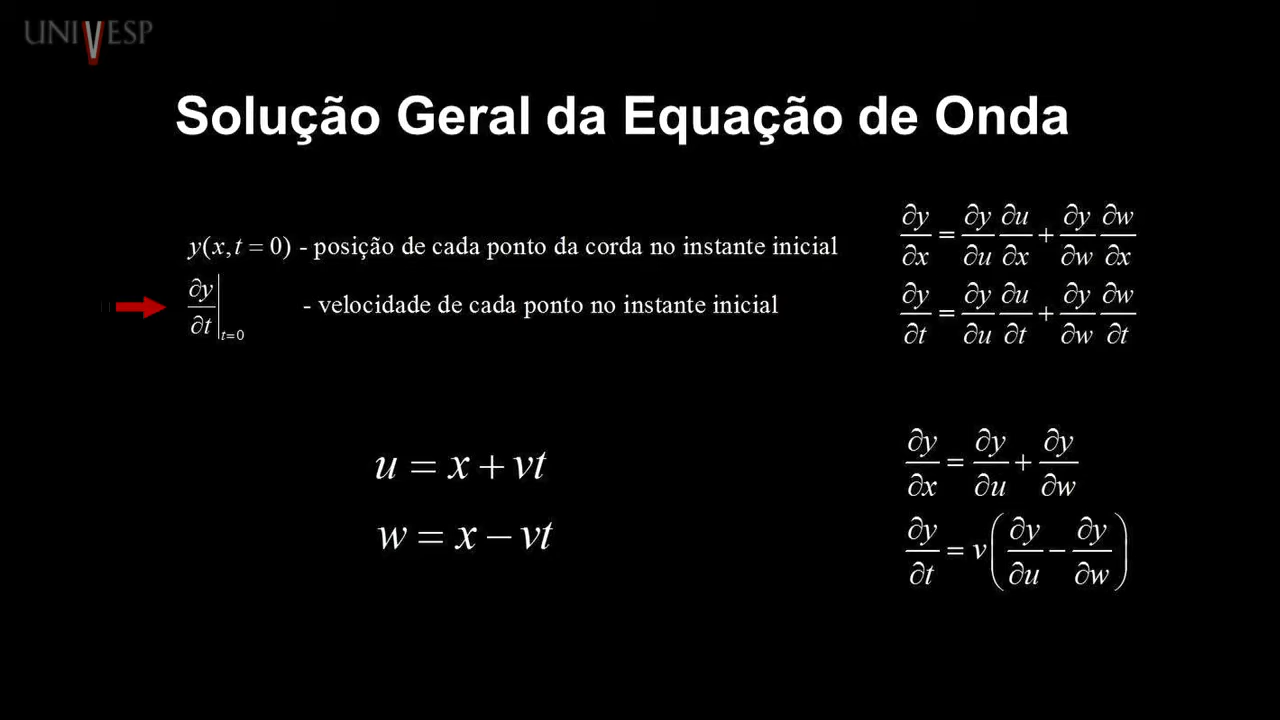 UNIVESP
Solução Geral da Equação de Onda
y(x,t = 0) - posição de cada ponto da corda no instante inicial
∂y/∂t|t=0 - velocidade de cada ponto no instante inicial
∂y/∂x = ∂y/∂u ∂u/∂x + ∂y/∂w ∂w/∂x
∂y/∂t = ∂y/∂u ∂u/∂t + ∂y/∂w ∂w/∂t
u = x + vt
w = x − vt
∂y/∂x = ∂y/∂u + ∂y/∂w
∂y/∂t = v(∂y/∂u − ∂y/∂w)